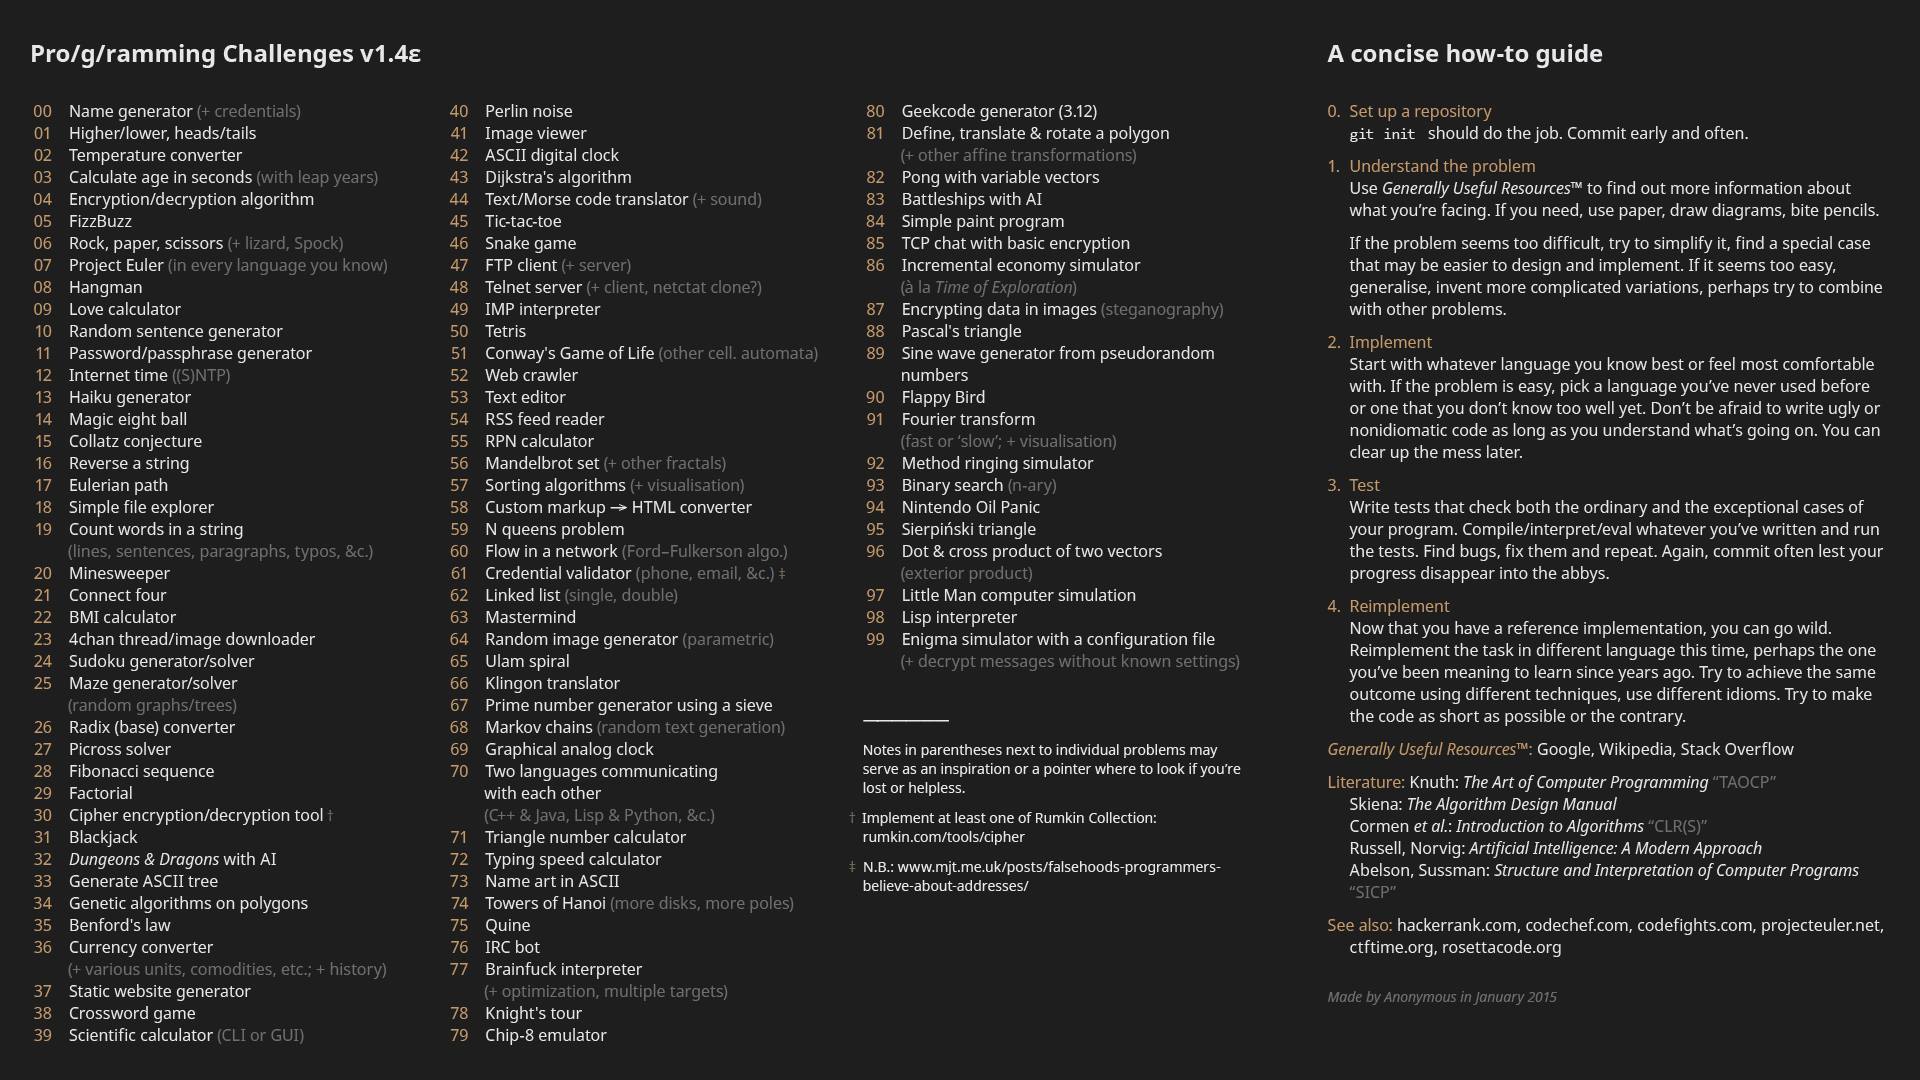 Pro/g/ramming Challenges v1.4ε
00 Name generator (+ credentials)
01 Higher/lower, heads/tails
02 Temperature converter
03 Calculate age in seconds (with leap years)
04 Encryption/decryption algorithm
05 FizzBuzz
06 Rock, paper, scissors (+ lizard, Spock)
07 Project Euler (in every language you know)
08 Hangman
09 Love calculator
10 Random sentence generator
11 Password/passphrase generator
12 Internet time ((S)NTP)
13 Haiku generator
14 Magic eight ball
15 Collatz conjecture
16 Reverse a string
17 Eulerian path
18 Simple file explorer
19 Count words in a string
(lines, sentences, paragraphs, typos, &c.)
20 Minesweeper
21 Connect four
22 BMI calculator
23 4chan thread/image downloader
24 Sudoku generator/solver
25 Maze generator/solver
(random graphs/trees)
26 Radix (base) converter
27 Picross solver
28 Fibonacci sequence
29 Factorial
30 Cipher encryption/decryption tool †
31 Blackjack
32 Dungeons & Dragons with AI
33 Generate ASCII tree
34 Genetic algorithms on polygons
35 Benford's law
36 Currency converter
(+ various units, comodities, etc.; + history)
37 Static website generator
38 Crossword game
39 Scientific calculator (CLI or GUI)
40 Perlin noise
41 Image viewer
42 ASCII digital clock
43 Dijkstra's algorithm
44 Text/Morse code translator (+ sound)
45 Tic-tac-toe
46 Snake game
47 FTP client (+ server)
48 Telnet server (+ client, netctat clone?)
49 IMP interpreter
50 Tetris
51 Conway's Game of Life (other cell. automata)
52 Web crawler
53 Text editor
54 RSS feed reader
55 RPN calculator
56 Mandelbrot set (+ other fractals)
57 Sorting algorithms (+ visualisation)
58 Custom markup → HTML converter
59 N queens problem
60 Flow in a network (Ford–Fulkerson algo.)
61 Credential validator (phone, email, &c.) ‡
62 Linked list (single, double)
63 Mastermind
64 Random image generator (parametric)
65 Ulam spiral
66 Klingon translator
67 Prime number generator using a sieve
68 Markov chains (random text generation)
69 Graphical analog clock
70 Two languages communicating
with each other
(C++ & Java, Lisp & Python, &c.)
71 Triangle number calculator
72 Typing speed calculator
73 Name art in ASCII
74 Towers of Hanoi (more disks, more poles)
75 Quine
76 IRC bot
77 Brainfuck interpreter
(+ optimization, multiple targets)
78 Knight's tour
79 Chip-8 emulator
80 Geekcode generator (3.12)
81 Define, translate & rotate a polygon
(+ other affine transformations)
82 Pong with variable vectors
83 Battleships with AI
84 Simple paint program
85 TCP chat with basic encryption
86 Incremental economy simulator
(à la Time of Exploration)
87 Encrypting data in images (steganography)
88 Pascal's triangle
89 Sine wave generator from pseudorandom
numbers
90 Flappy Bird
91 Fourier transform
(fast or ‘slow’; + visualisation)
92 Method ringing simulator
93 Binary search (n-ary)
94 Nintendo Oil Panic
95 Sierpiński triangle
96 Dot & cross product of two vectors
(exterior product)
97 Little Man computer simulation
98 Lisp interpreter
99 Enigma simulator with a configuration file
(+ decrypt messages without known settings)
Notes in parentheses next to individual problems may
serve as an inspiration or a pointer where to look if you’re
lost or helpless.
† Implement at least one of Rumkin Collection:
rumkin.com/tools/cipher
‡ N.B.: www.mjt.me.uk/posts/falsehoods-programmers-
believe-about-addresses/
A concise how-to guide
0. Set up a repository
git init should do the job. Commit early and often.
1. Understand the problem
Use Generally Useful Resources™ to find out more information about
what you’re facing. If you need, use paper, draw diagrams, bite pencils.
If the problem seems too difficult, try to simplify it, find a special case
that may be easier to design and implement. If it seems too easy,
generalise, invent more complicated variations, perhaps try to combine
with other problems.
2. Implement
Start with whatever language you know best or feel most comfortable
with. If the problem is easy, pick a language you’ve never used before
or one that you don’t know too well yet. Don’t be afraid to write ugly or
nonidiomatic code as long as you understand what’s going on. You can
clear up the mess later.
3. Test
Write tests that check both the ordinary and the exceptional cases of
your program. Compile/interpret/eval whatever you’ve written and run
the tests. Find bugs, fix them and repeat. Again, commit often lest your
progress disappear into the abbys.
4. Reimplement
Now that you have a reference implementation, you can go wild.
Reimplement the task in different language this time, perhaps the one
you’ve been meaning to learn since years ago. Try to achieve the same
outcome using different techniques, use different idioms. Try to make
the code as short as possible or the contrary.
Generally Useful Resources™: Google, Wikipedia, Stack Overflow
Literature: Knuth: The Art of Computer Programming “TAOCP”
Skiena: The Algorithm Design Manual
Cormen et al.: Introduction to Algorithms “CLR(S)”
Russell, Norvig: Artificial Intelligence: A Modern Approach
Abelson, Sussman: Structure and Interpretation of Computer Programs
“SICP”
See also: hackerrank.com, codechef.com, codefights.com, projecteuler.net,
ctftime.org, rosettacode.org
Made by Anonymous in January 2015